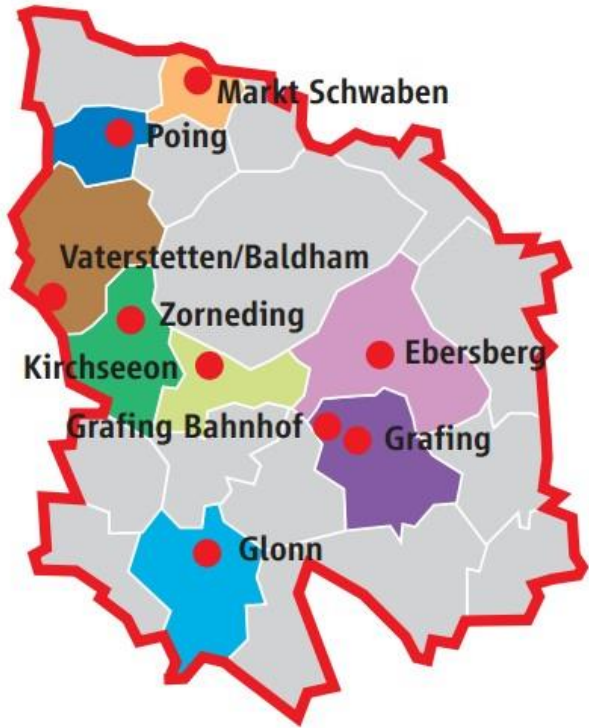 Markt Schwaben
Poing
Vaterstetten/Baldham
Zorneding
Kirchseeon
Ebersberg
Grafing Bahnhof
Grafing
Glonn